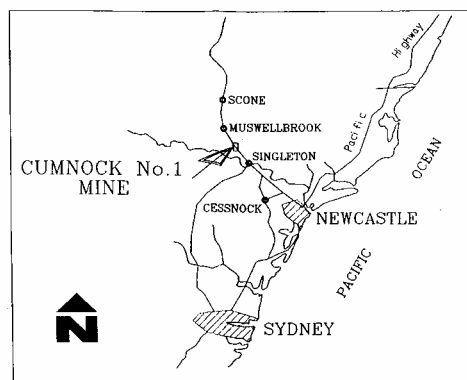 Highway
Pacific
SCONE
MUSWELLBROOK
OCEAN
SINGLETON
CUMNOCK No.1
MINE
CESSNOCK
NEWCASTLE
PACIFIC
N
SYDNEY